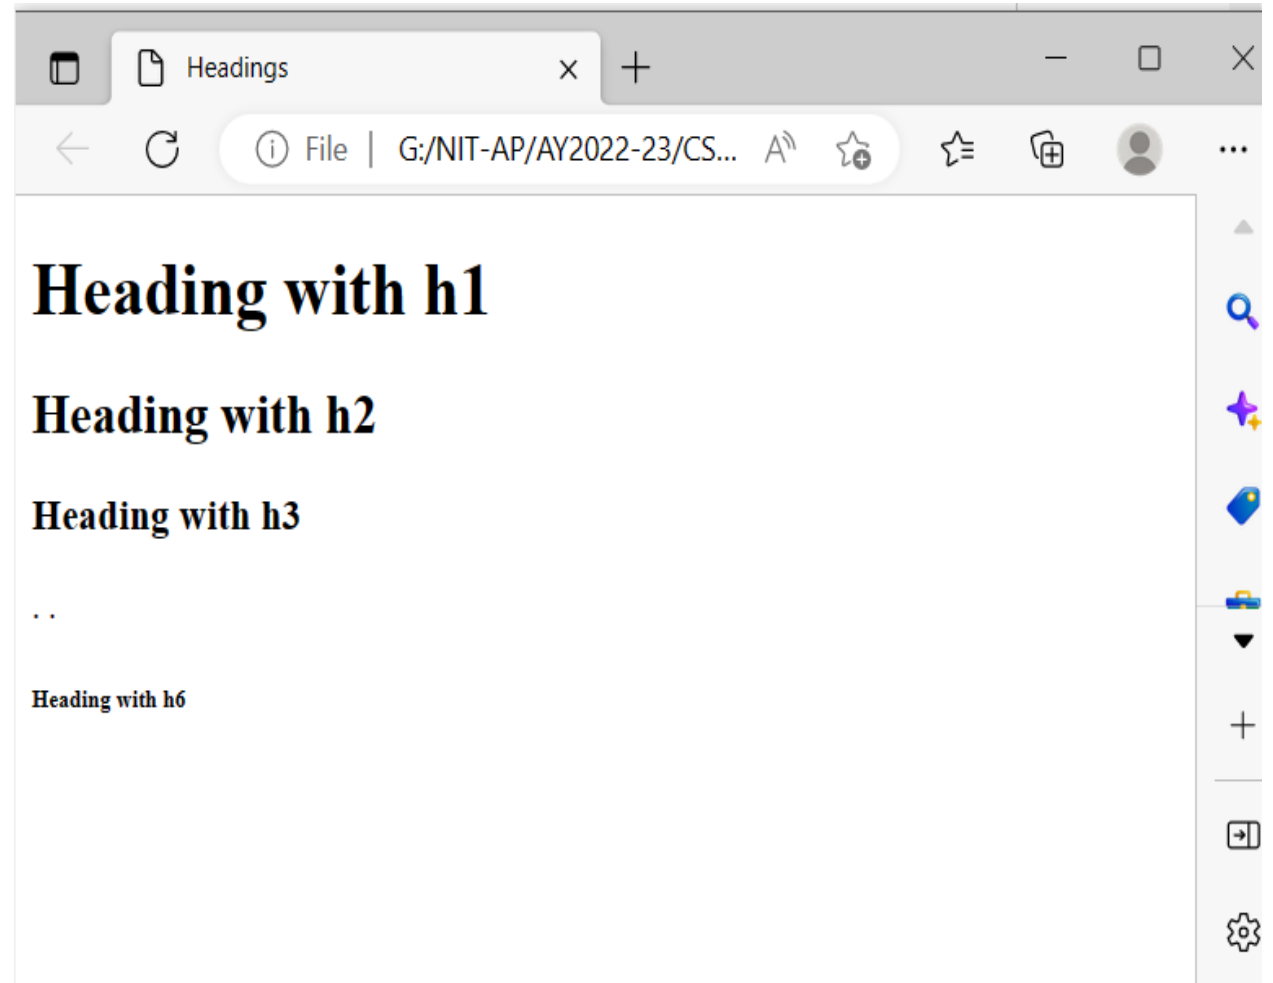 Headings
File | G:/NIT-AP/AY2022-23/CS...
Heading with h1
Heading with h2
Heading with h3
. .
Heading with h6